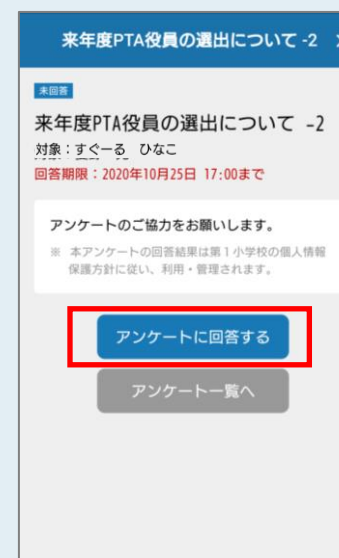 来年度PTA役員の選出について -2
未回答
来年度PTA役員の選出について -2
対象：すぐーる ひなこ
回答期限：2020年10月25日 17:00まで
アンケートのご協力をお願いします。
※ 本アンケートの回答結果は第１小学校の個人情報
保護方針に従い、利用・管理されます。
アンケートに回答する
アンケート一覧へ